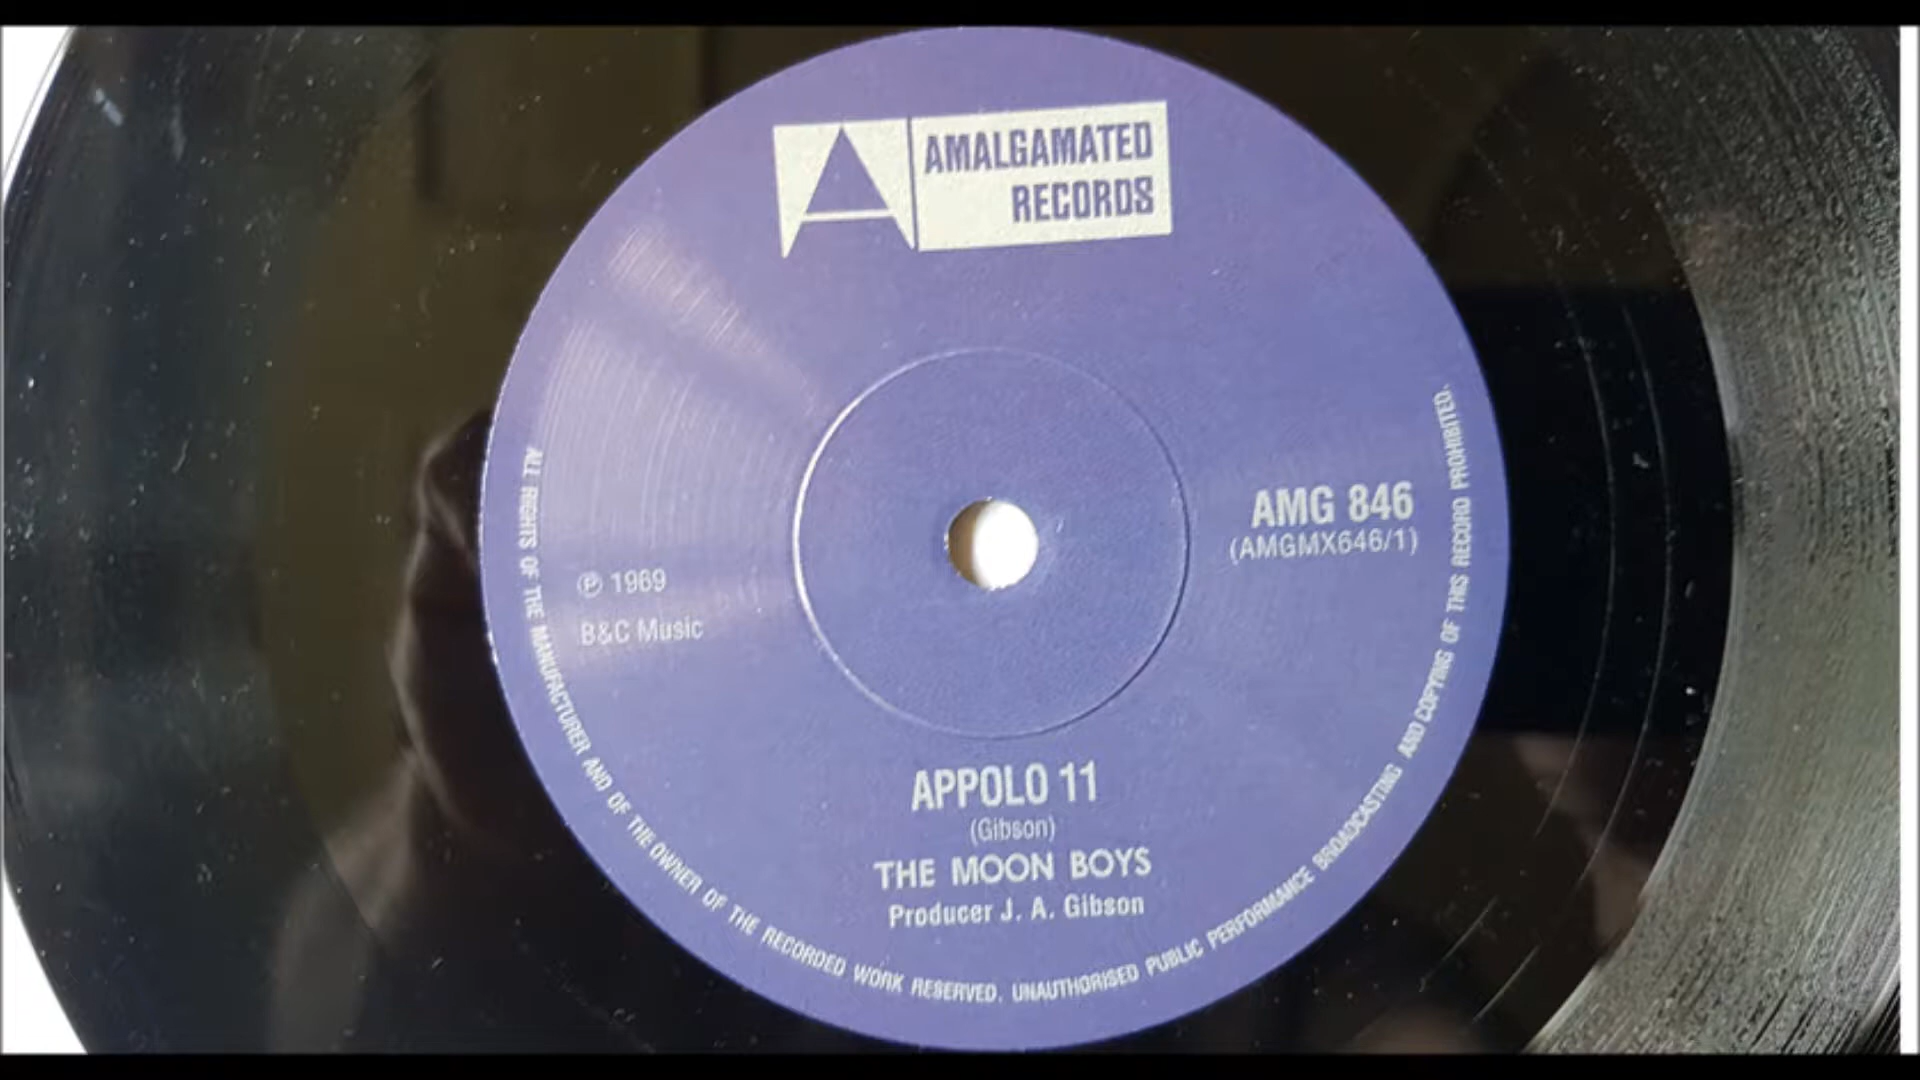 A
AMALGAMATED
RECORDS
AMG 846
(AMGMX646/1)
℗ 1969
B&C Music
APPOLO 11
(Gibson)
THE MOON BOYS
Producer J. A. Gibson
ALL RIGHTS OF THE MANUFACTURER AND OF THE OWNER OF THE RECORDED WORK RESERVED. UNAUTHORISED PUBLIC PERFORMANCE BROADCASTING AND COPYING OF THIS RECORD PROHIBITED.